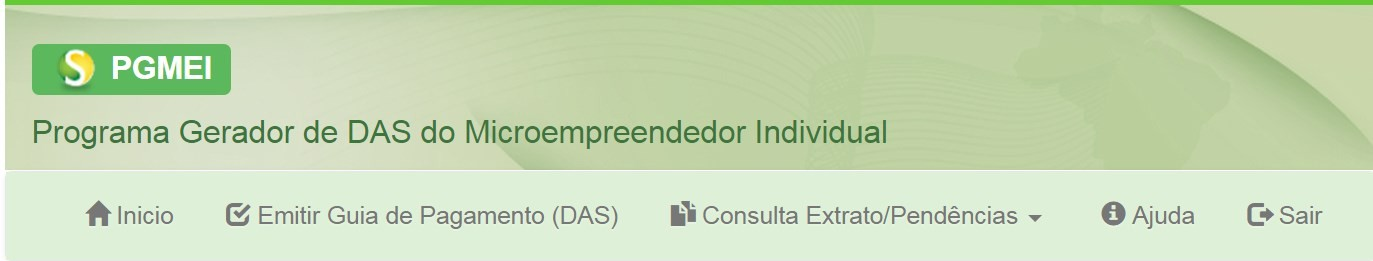 PGMEI
Programa Gerador de DAS do Microempreendedor Individual
Inicio Emitir Guia de Pagamento (DAS) Consulta Extrato/Pendências Ajuda Sair